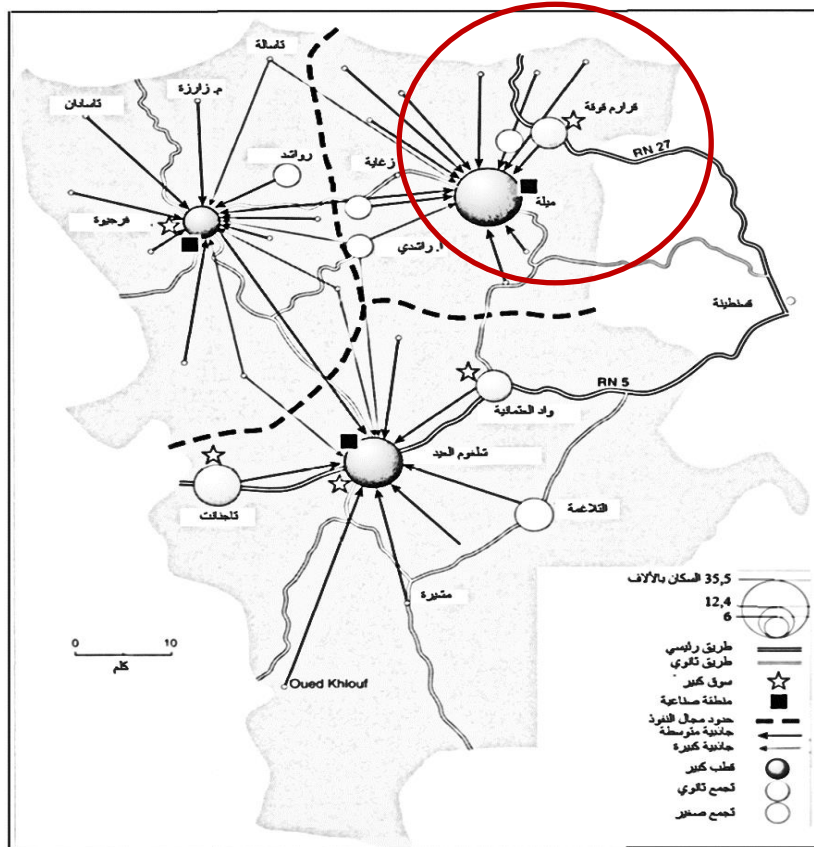 تاسالة
م. زارزة
تاسادان
قرارم قوقة
رواشد
زغاية
RN 27
ميلة
فرجيوة
ا. راشدي
قسنطينة
RN 5
واد العثمانية
شلغوم العيد
تاجنانت
التلاغمة
مشيرة
Oued Khlouf
0 10
كلم
السكان بالآلاف 35,5
12,4
6
طريق رئيسي
طريق ثانوي
سوق كبير
منطقة صناعية
حدود مجال النفوذ
جاذبية متوسطة
جاذبية كبيرة
قطب كبير
تجمع ثانوي
تجمع صغير